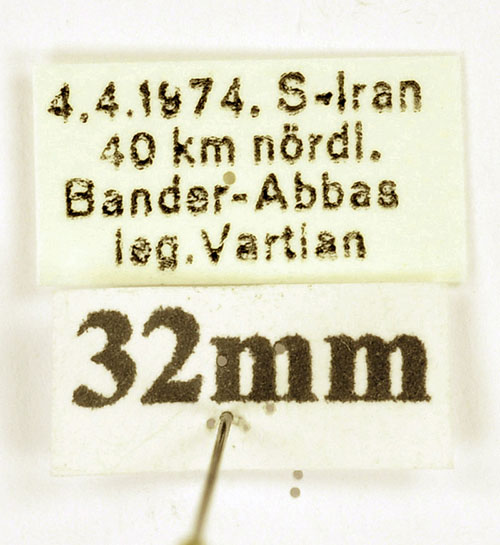 4.4.1974. S-Iran
40 km nördl.
Bander-Abbas
leg. Vartian
32mm